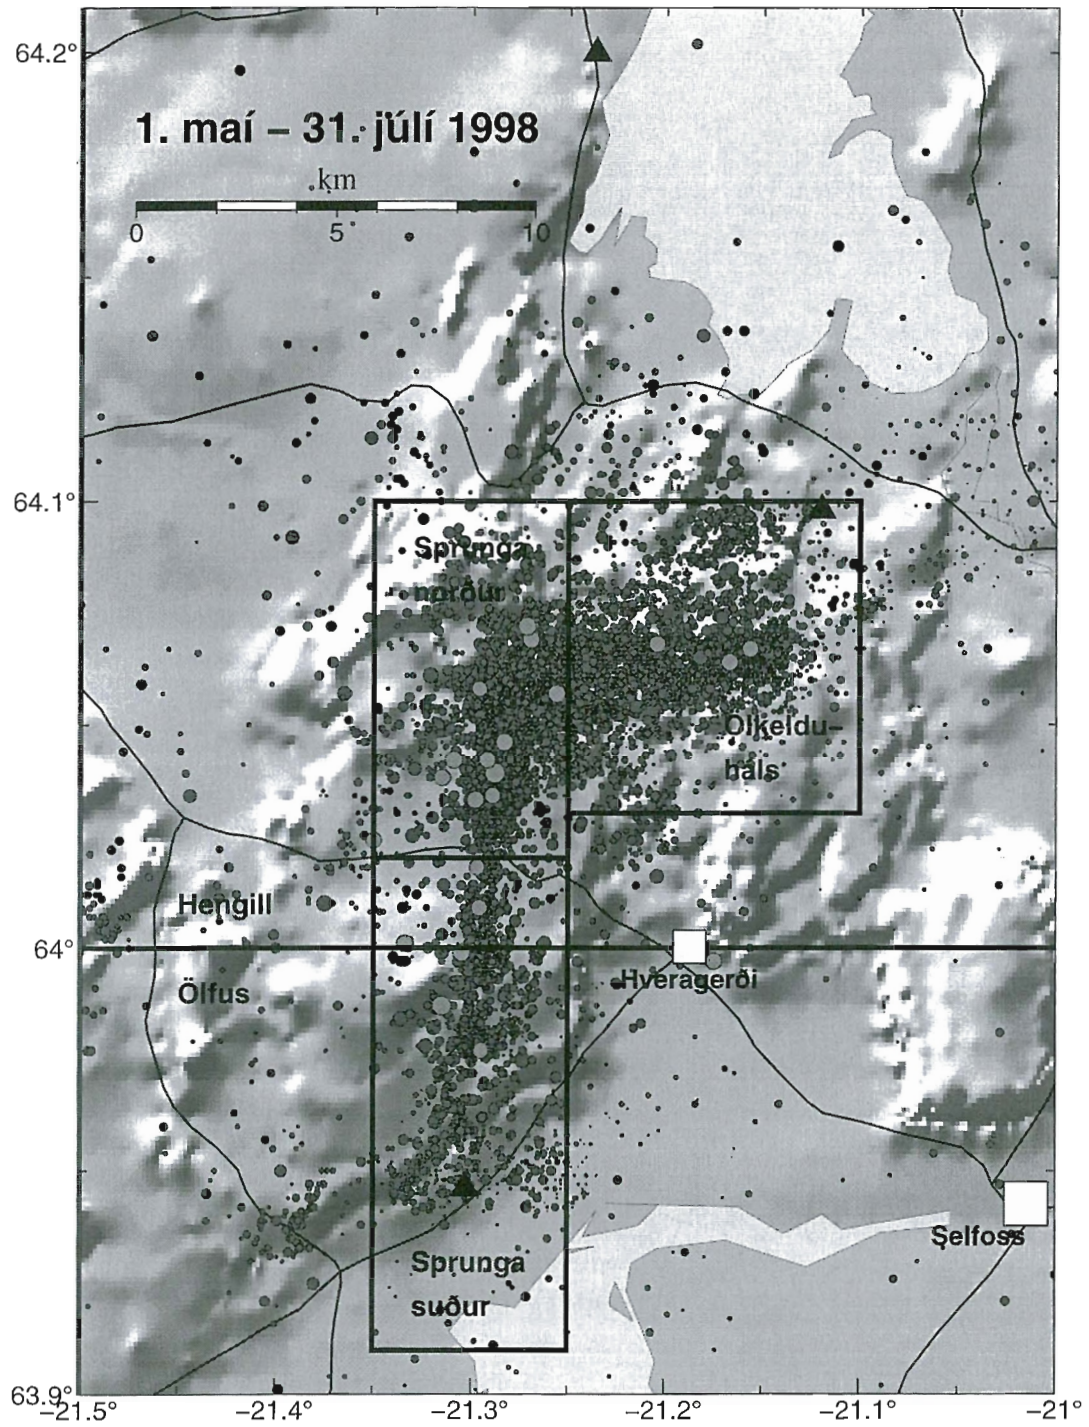 64.2°
1. maí – 31. júlí 1998
km
0 5 10
64.1°
Sprunga
norður
Ölkeldu–
háls
Hengill
64°
Hveragerði
Ölfus
Selfoss
Sprunga
suður
63.9°
−21.5° −21.4° −21.3° −21.2° −21.1° −21°